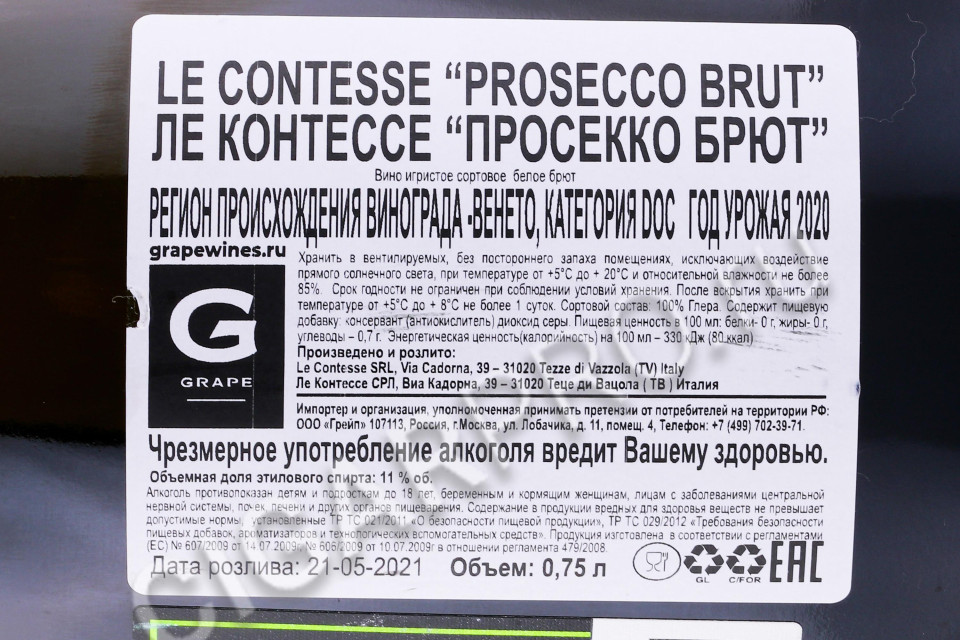 LE CONTESSE “PROSECCO BRUT”
ЛЕ КОНТЕССЕ “ПРОСЕККО БРЮТ”
Вино игристое сортовое белое брют
РЕГИОН ПРОИСХОЖДЕНИЯ ВИНОГРАДА -ВЕНЕТО, КАТЕГОРИЯ DOC ГОД УРОЖАЯ 2020
grapewines.ru
G
GRAPE
Хранить в вентилируемых, без постороннего запаха помещениях, исключающих воздействие
прямого солнечного света, при температуре от +5°С до + 20°С и относительной влажности не более
85%. Срок годности не ограничен при соблюдении условий хранения. После вскрытия хранить при
температуре от +5°С до + 8°С не более 1 суток. Сортовой состав: 100% Глера. Содержит пищевую
добавку: консервант (антиокислитель) диоксид серы. Пищевая ценность в 100 мл: белки- 0 г, жиры- 0 г,
углеводы – 0,7 г. Энергетическая ценность(калорийность) на 100 мл – 330 кДж (80 ккал)
Произведено и розлито:
Le Contesse SRL, Via Cadorna, 39 – 31020 Tezze di Vazzola (TV) Italy
Ле Контессе СРЛ, Виа Кадорна, 39 – 31020 Теце ди Вацола ( ТВ ) Италия
Импортер и организация, уполномоченная принимать претензии от потребителей на территории РФ:
ООО «Грейп» 107113, Россия, г.Москва, ул. Лобачика, д. 11, помещ. 4, Телефон: +7 (499) 702-39-71.
Чрезмерное употребление алкоголя вредит Вашему здоровью.
Объемная доля этилового спирта: 11 % об.
Алкоголь противопоказан детям и подросткам до 18 лет, беременным и кормящим женщинам, лицам с заболеваниями центральной
нервной системы, почек, печени и других органов пищеварения. Содержание в продукции вредных для здоровья веществ не превышает
допустимые нормы, установленные ТР ТС 021/2011 «О безопасности пищевой продукции», ТР ТС 029/2012 «Требования безопасности
пищевых добавок, ароматизаторов и технологических вспомогательных средств». Продукция изготовлена в соответствии с регламентами
(ЕС) № 607/2009 от 14.07.2009г. № 606/2009 от 10.07.2009г в отношении регламента 479/2008.
Дата розлива: 21-05-2021 Объем: 0,75 л
GL
C/FOR
EAC
CIGARPRO.ru